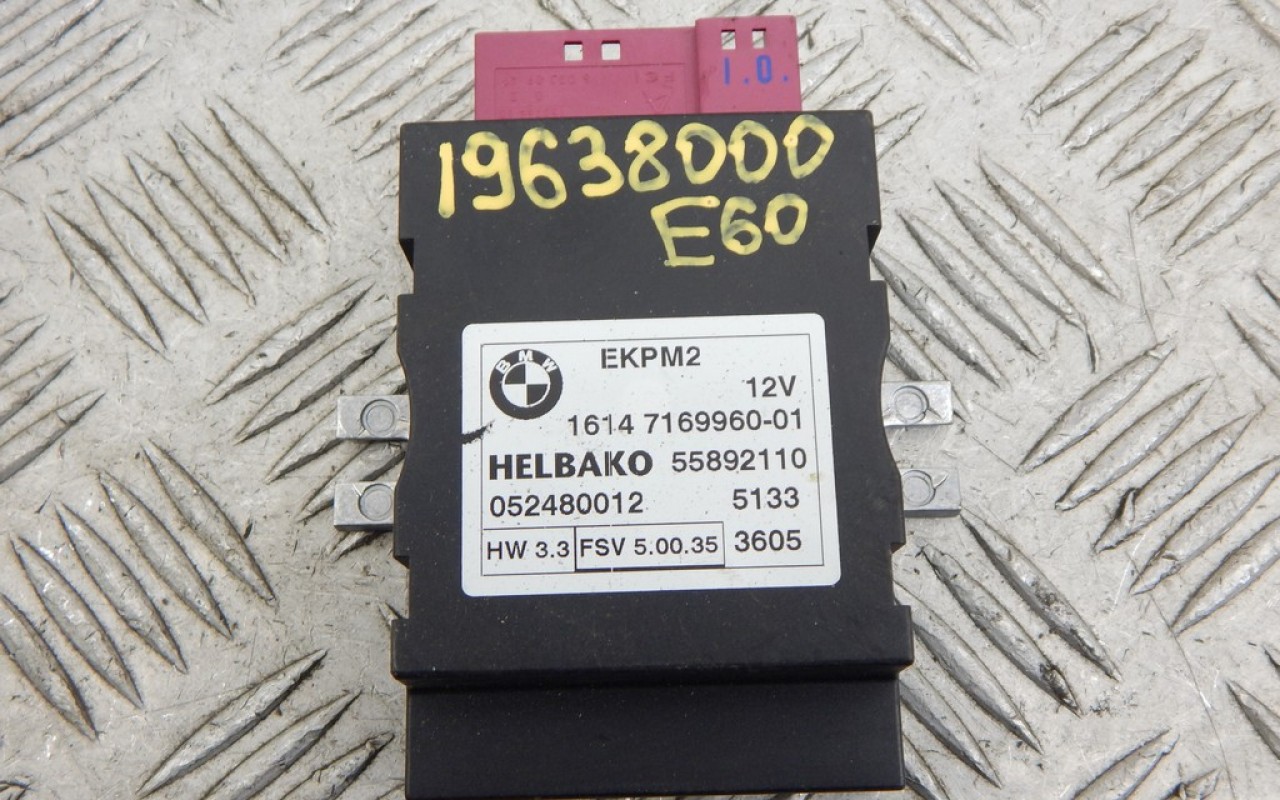 I.O.
19638000
E60
BMW
EKPM2
12V
1614 7169960-01
HELBAKO 55892110
052480012 5133
HW 3.3 FSV 5.00.35 3605